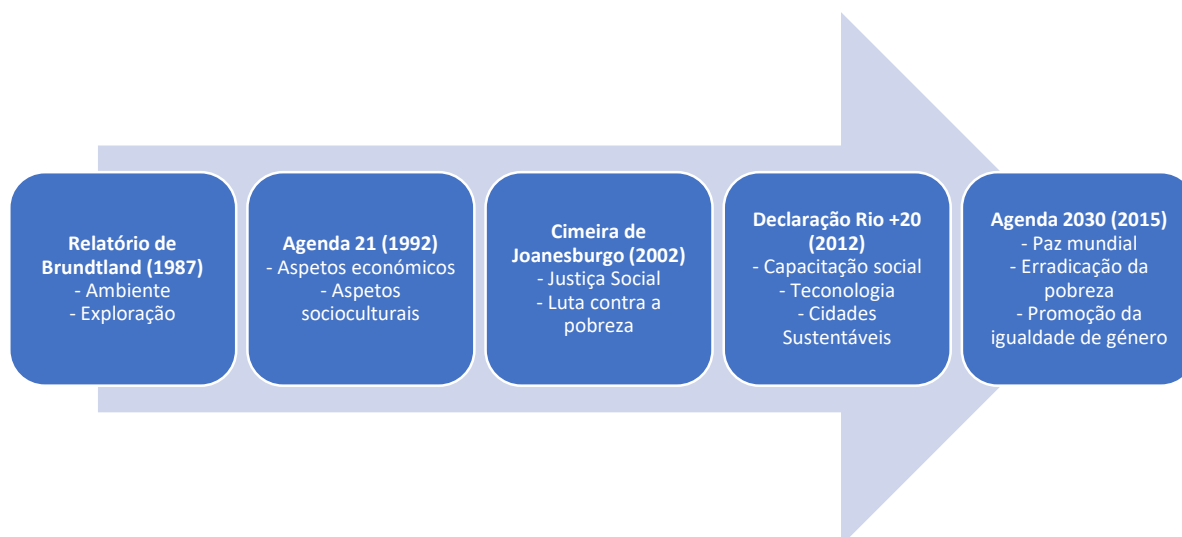 Relatório de
Brundtland (1987)
- Ambiente
- Exploração
Agenda 21 (1992)
- Aspetos económicos
- Aspetos
socioculturais
Cimeira de
Joanesburgo (2002)
- Justiça Social
- Luta contra a
pobreza
Declaração Rio +20
(2012)
- Capacitação social
- Teconologia
- Cidades
Sustentáveis
Agenda 2030 (2015)
- Paz mundial
- Erradicação da
pobreza
- Promoção da
igualdade de género